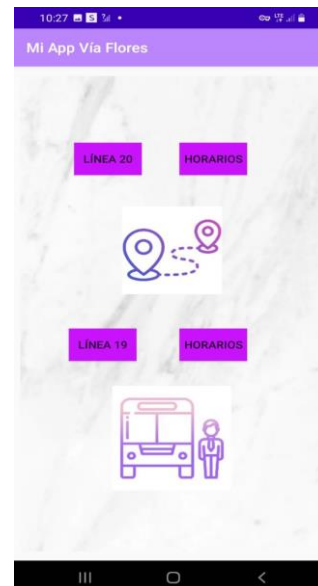 10:27
Mi App Vía Flores
LÍNEA 20 HORARIOS
LÍNEA 19 HORARIOS